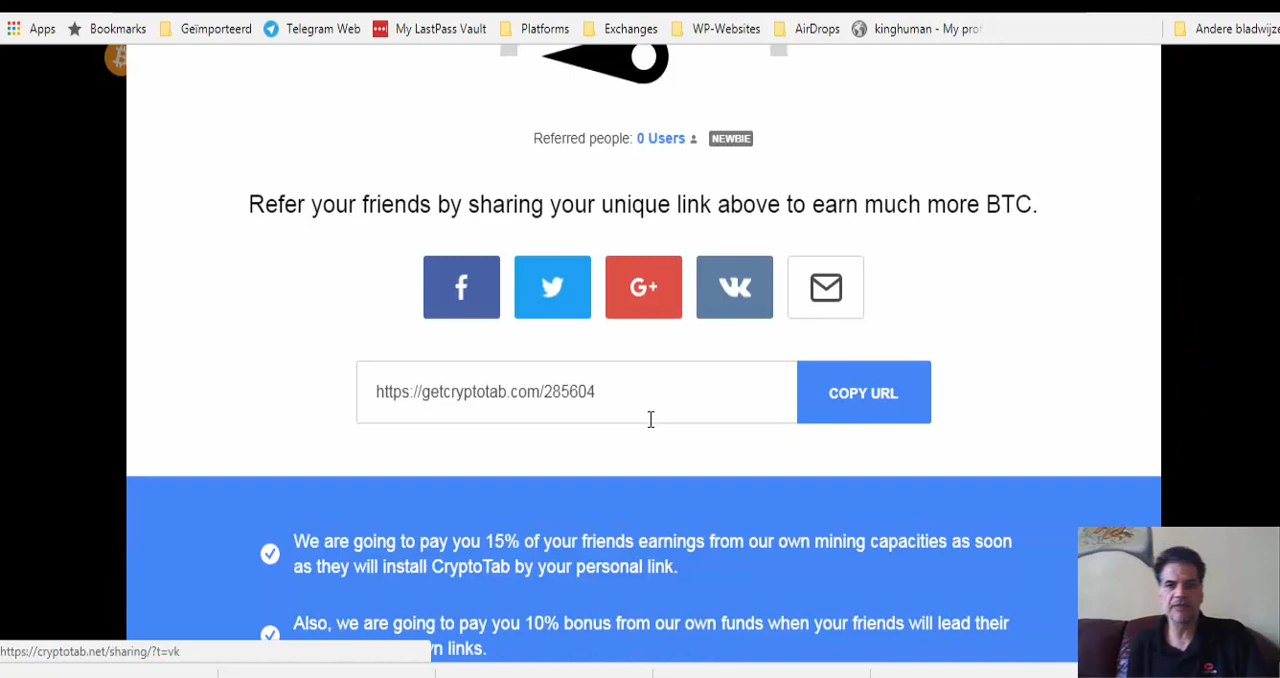 Apps Bookmarks Geïmporteerd Telegram Web My LastPass Vault Platforms Exchanges WP-Websites AirDrops kinghuman - My prof Andere bladwijze
Referred people: 0 Users NEWBIE
Refer your friends by sharing your unique link above to earn much more BTC.
f G+ VK
https://getcryptotab.com/285604 COPY URL
We are going to pay you 15% of your friends earnings from our own mining capacities as soon
as they will install CryptoTab by your personal link.
Also, we are going to pay you 10% bonus from our own funds when your friends will lead their
n links.
https://cryptotab.net/sharing/?t=vk